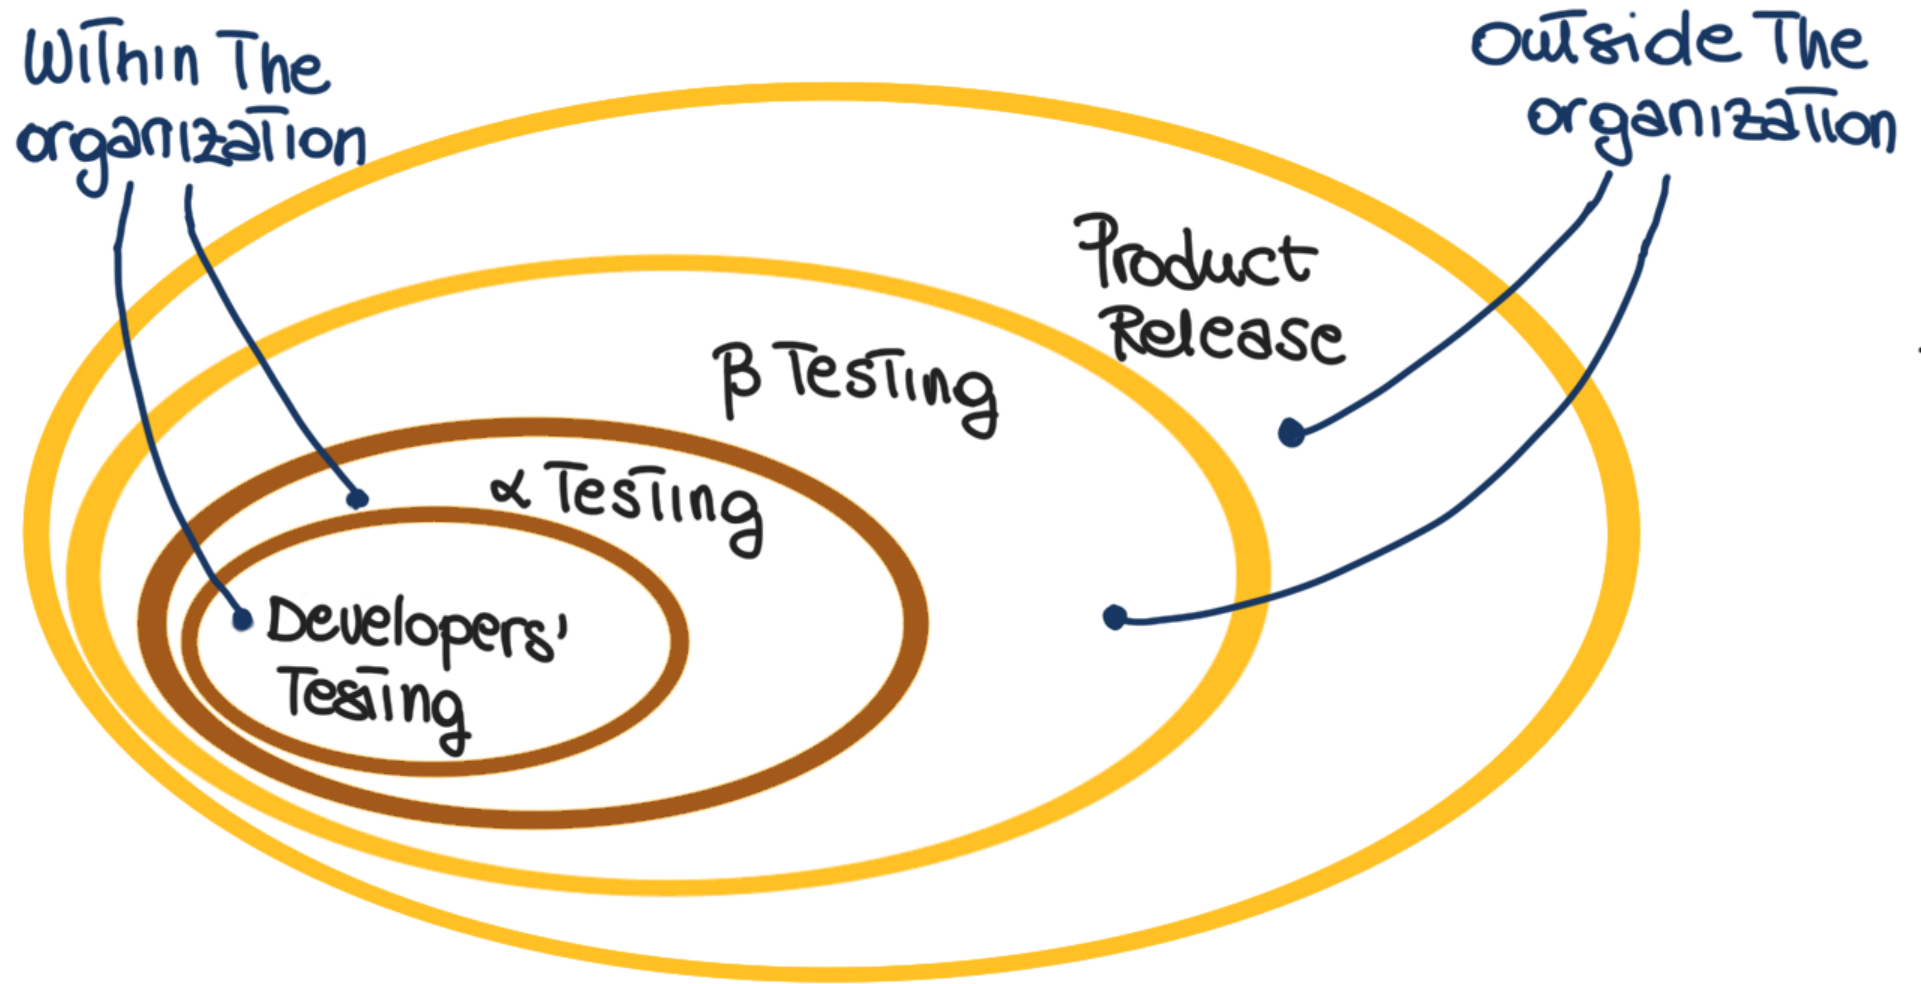 Within The
organization
Outside The
organization
Product
Release
β Testing
α Testing
Developers'
Testing